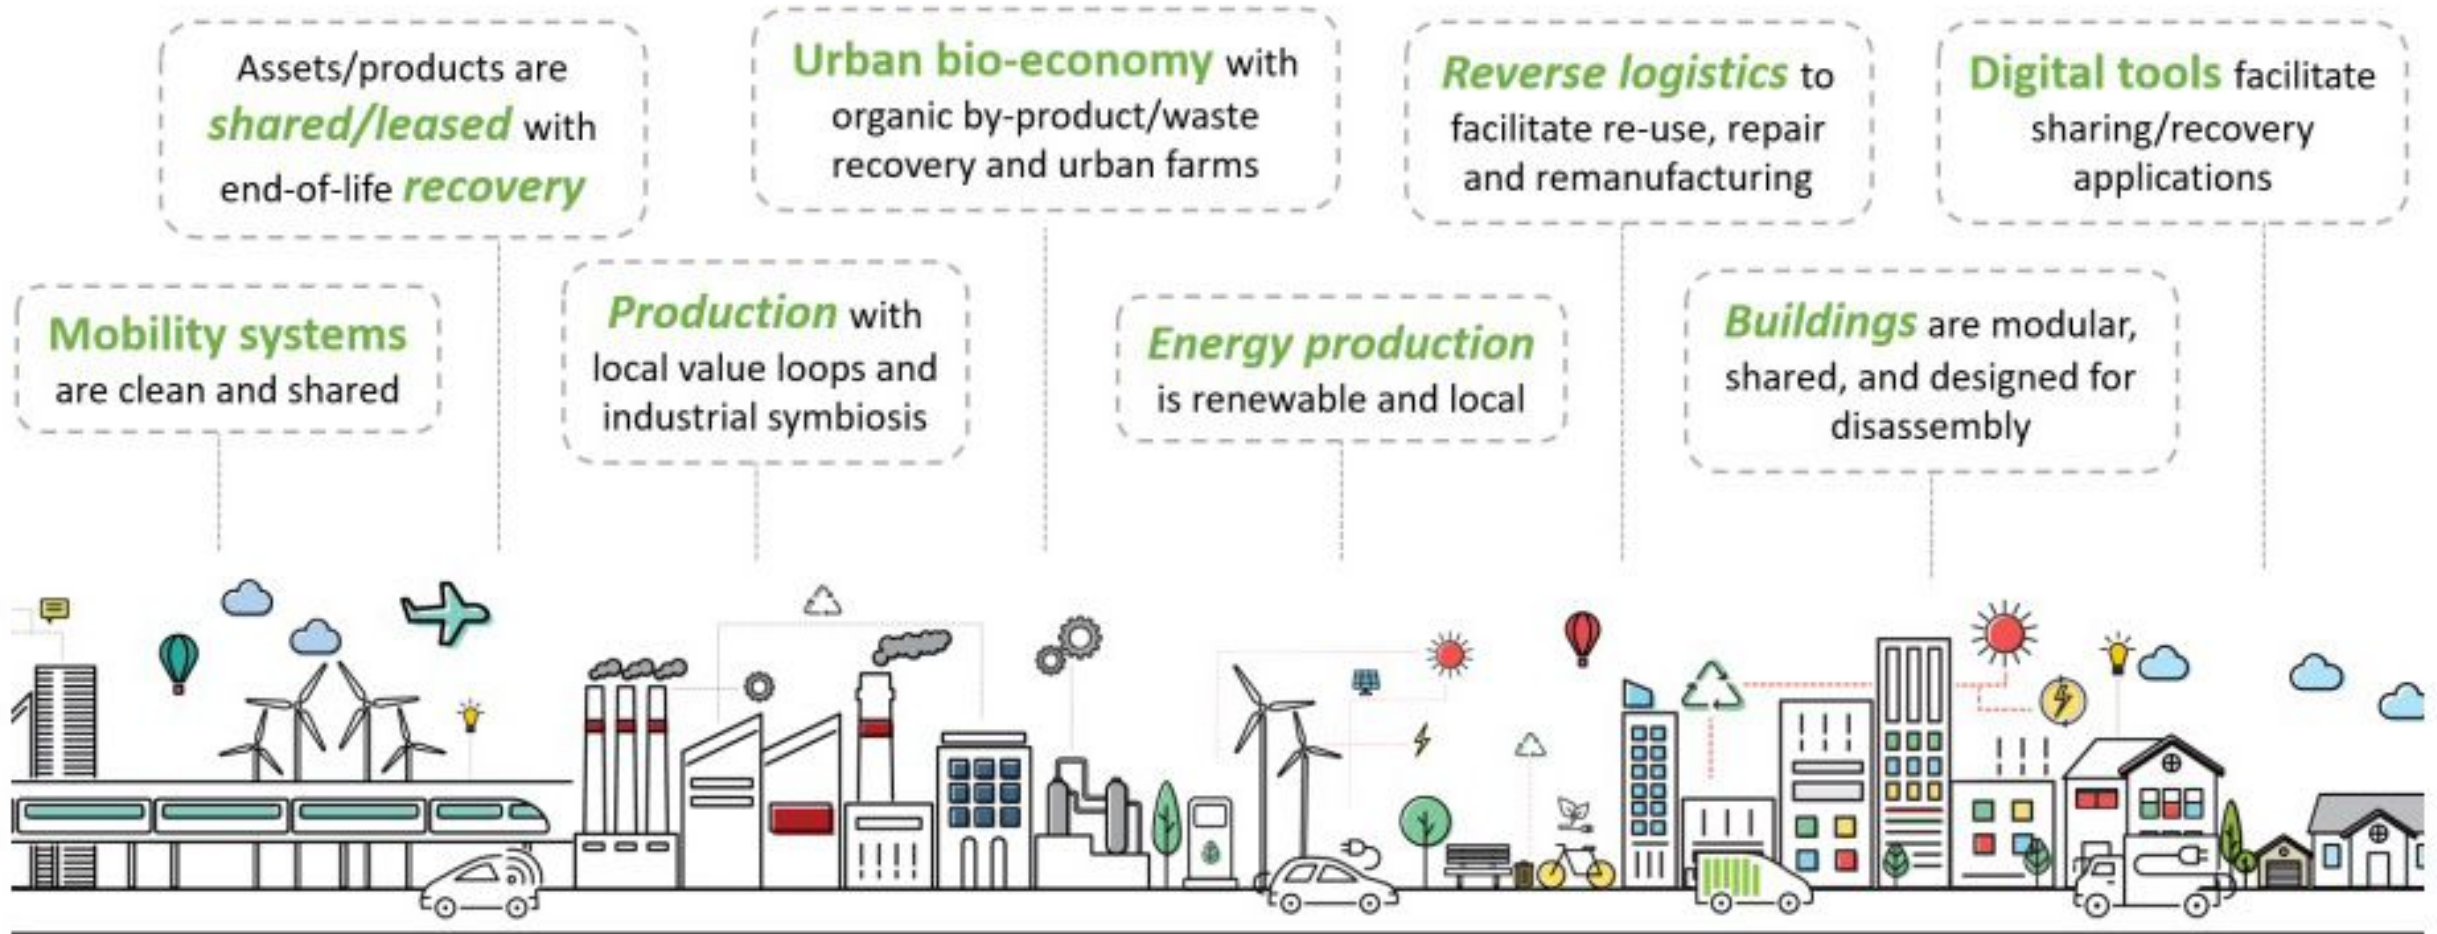 Assets/products are
shared/leased with
end-of-life recovery
Urban bio-economy with
organic by-product/waste
recovery and urban farms
Reverse logistics to
facilitate re-use, repair
and remanufacturing
Digital tools facilitate
sharing/recovery
applications
Mobility systems
are clean and shared
Production with
local value loops and
industrial symbiosis
Energy production
is renewable and local
Buildings are modular,
shared, and designed for
disassembly